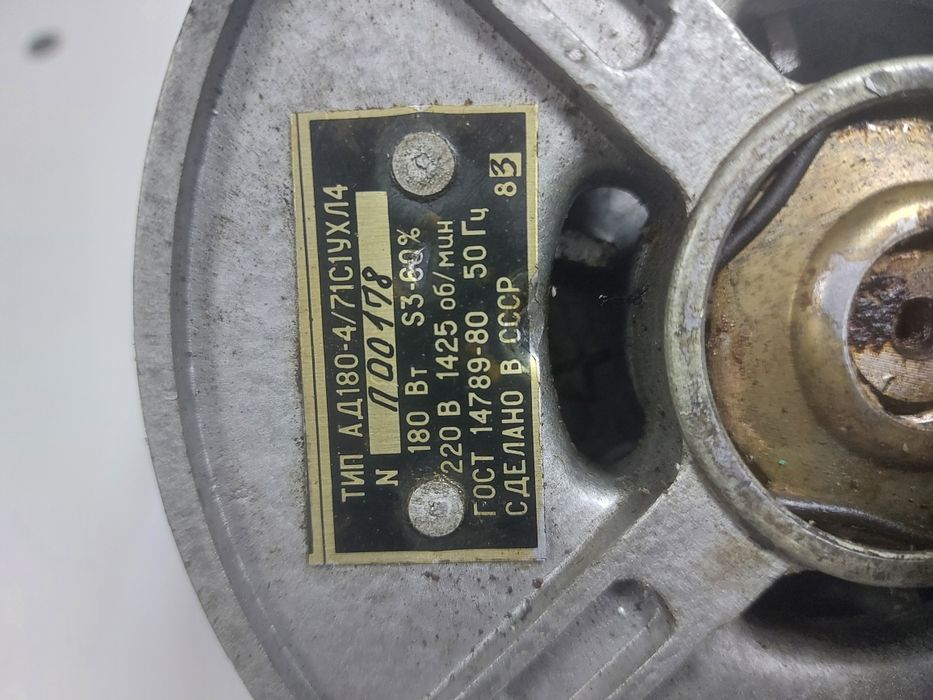 ТИП АД180-4/71С1УХЛ4
N П00178
180 Вт S3-60%
220 В 1425 об/мин
ГОСТ 14789-80 50 Гц
СДЕЛАНО В СССР 83